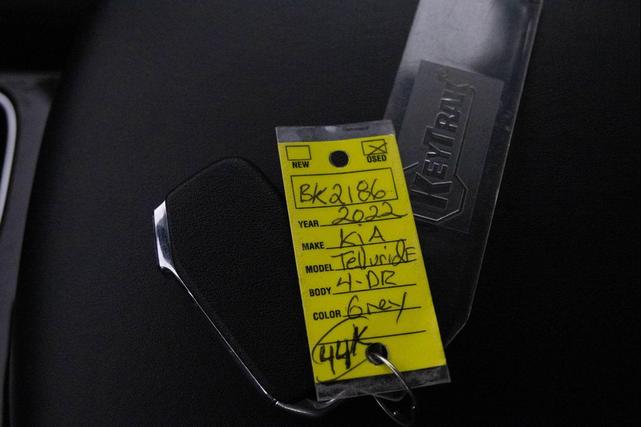 KEYTRAK
NEW USED
BK2186
YEAR 2022
MAKE KiA
MODEL TelluridE
BODY 4-DR
COLOR Grey
44K